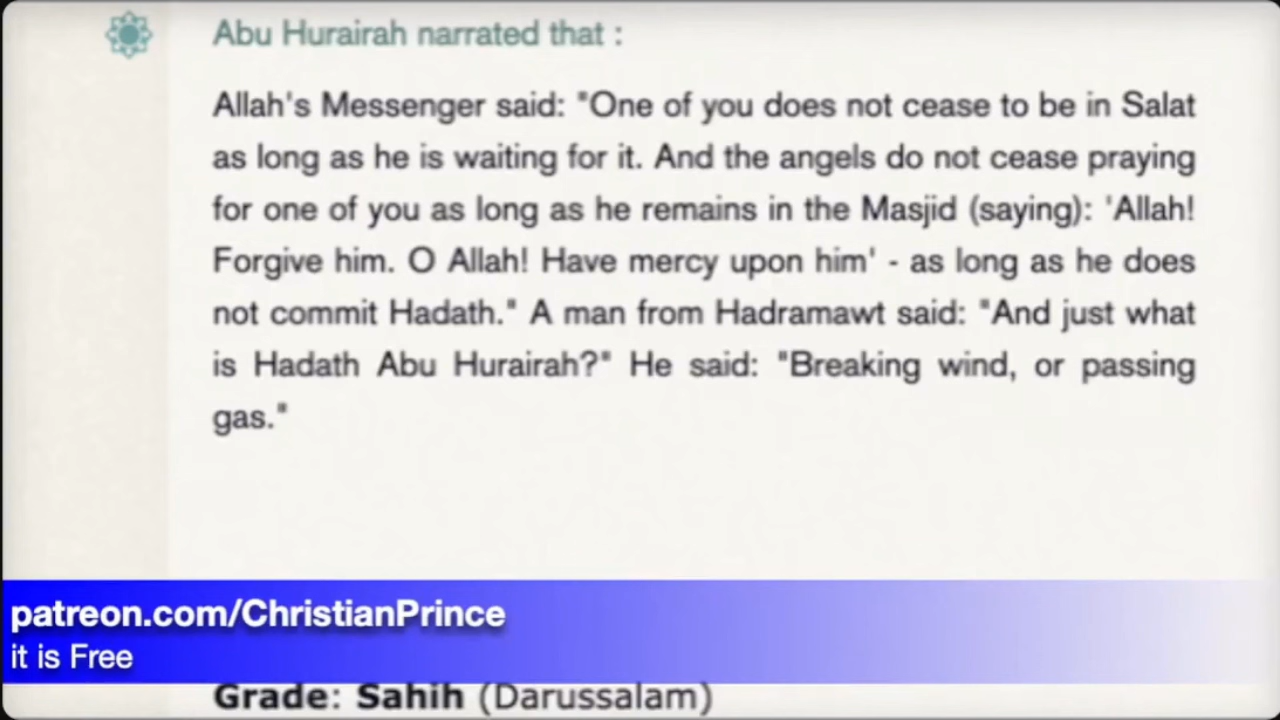 Abu Hurairah narrated that :
Allah's Messenger said: "One of you does not cease to be in Salat
as long as he is waiting for it. And the angels do not cease praying
for one of you as long as he remains in the Masjid (saying): 'Allah!
Forgive him. O Allah! Have mercy upon him' - as long as he does
not commit Hadath." A man from Hadramawt said: "And just what
is Hadath Abu Hurairah?" He said: "Breaking wind, or passing
gas."
patreon.com/ChristianPrince
it is Free
Grade: Sahih (Darussalam)